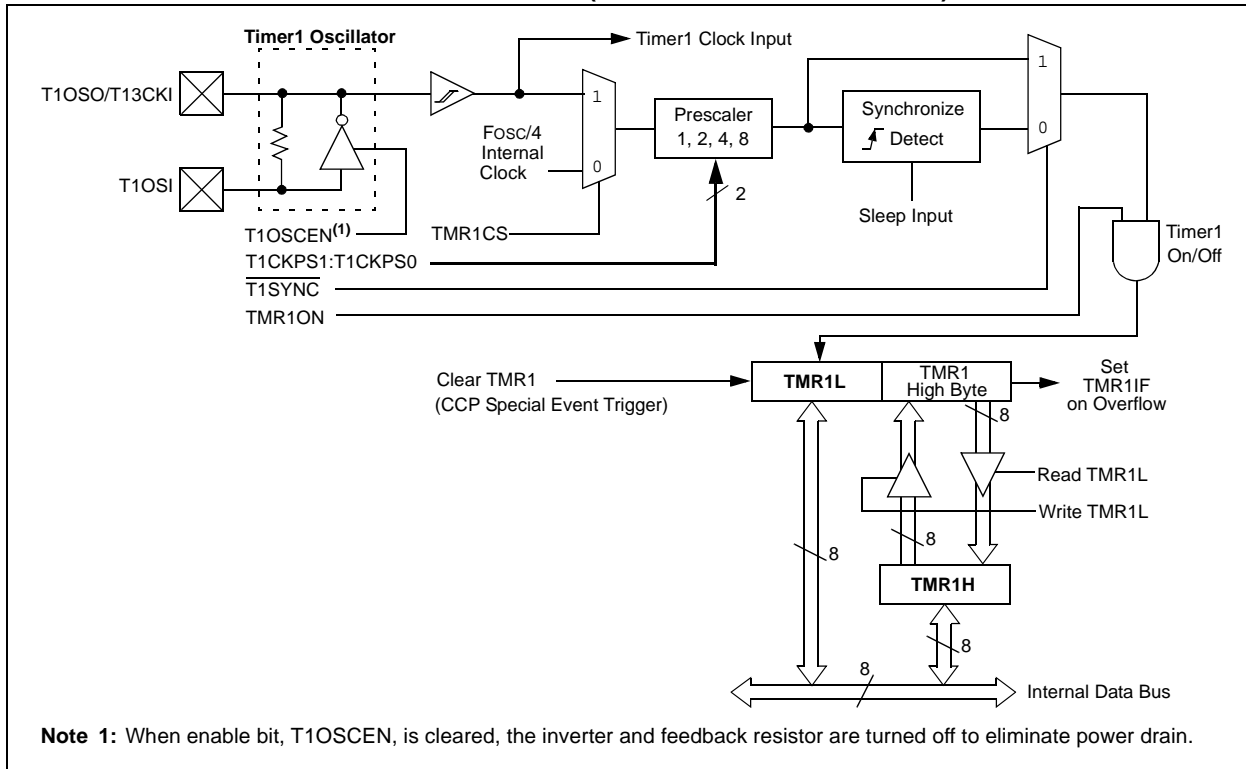 Timer1 Oscillator
Timer1 Clock Input
T1OSO/T13CKI
T1OSI
1
0
FOSC/4
Internal
Clock
Prescaler
1, 2, 4, 8
2
Synchronize
Detect
Sleep Input
1
0
T1OSCEN(1)
TMR1CS
T1CKPS1:T1CKPS0
T1SYNC
TMR1ON
Timer1
On/Off
Clear TMR1
(CCP Special Event Trigger)
TMR1L
TMR1
High Byte
Set
TMR1IF
on Overflow
8
Read TMR1L
Write TMR1L
8
8
TMR1H
8
8
Internal Data Bus
Note 1: When enable bit, T1OSCEN, is cleared, the inverter and feedback resistor are turned off to eliminate power drain.